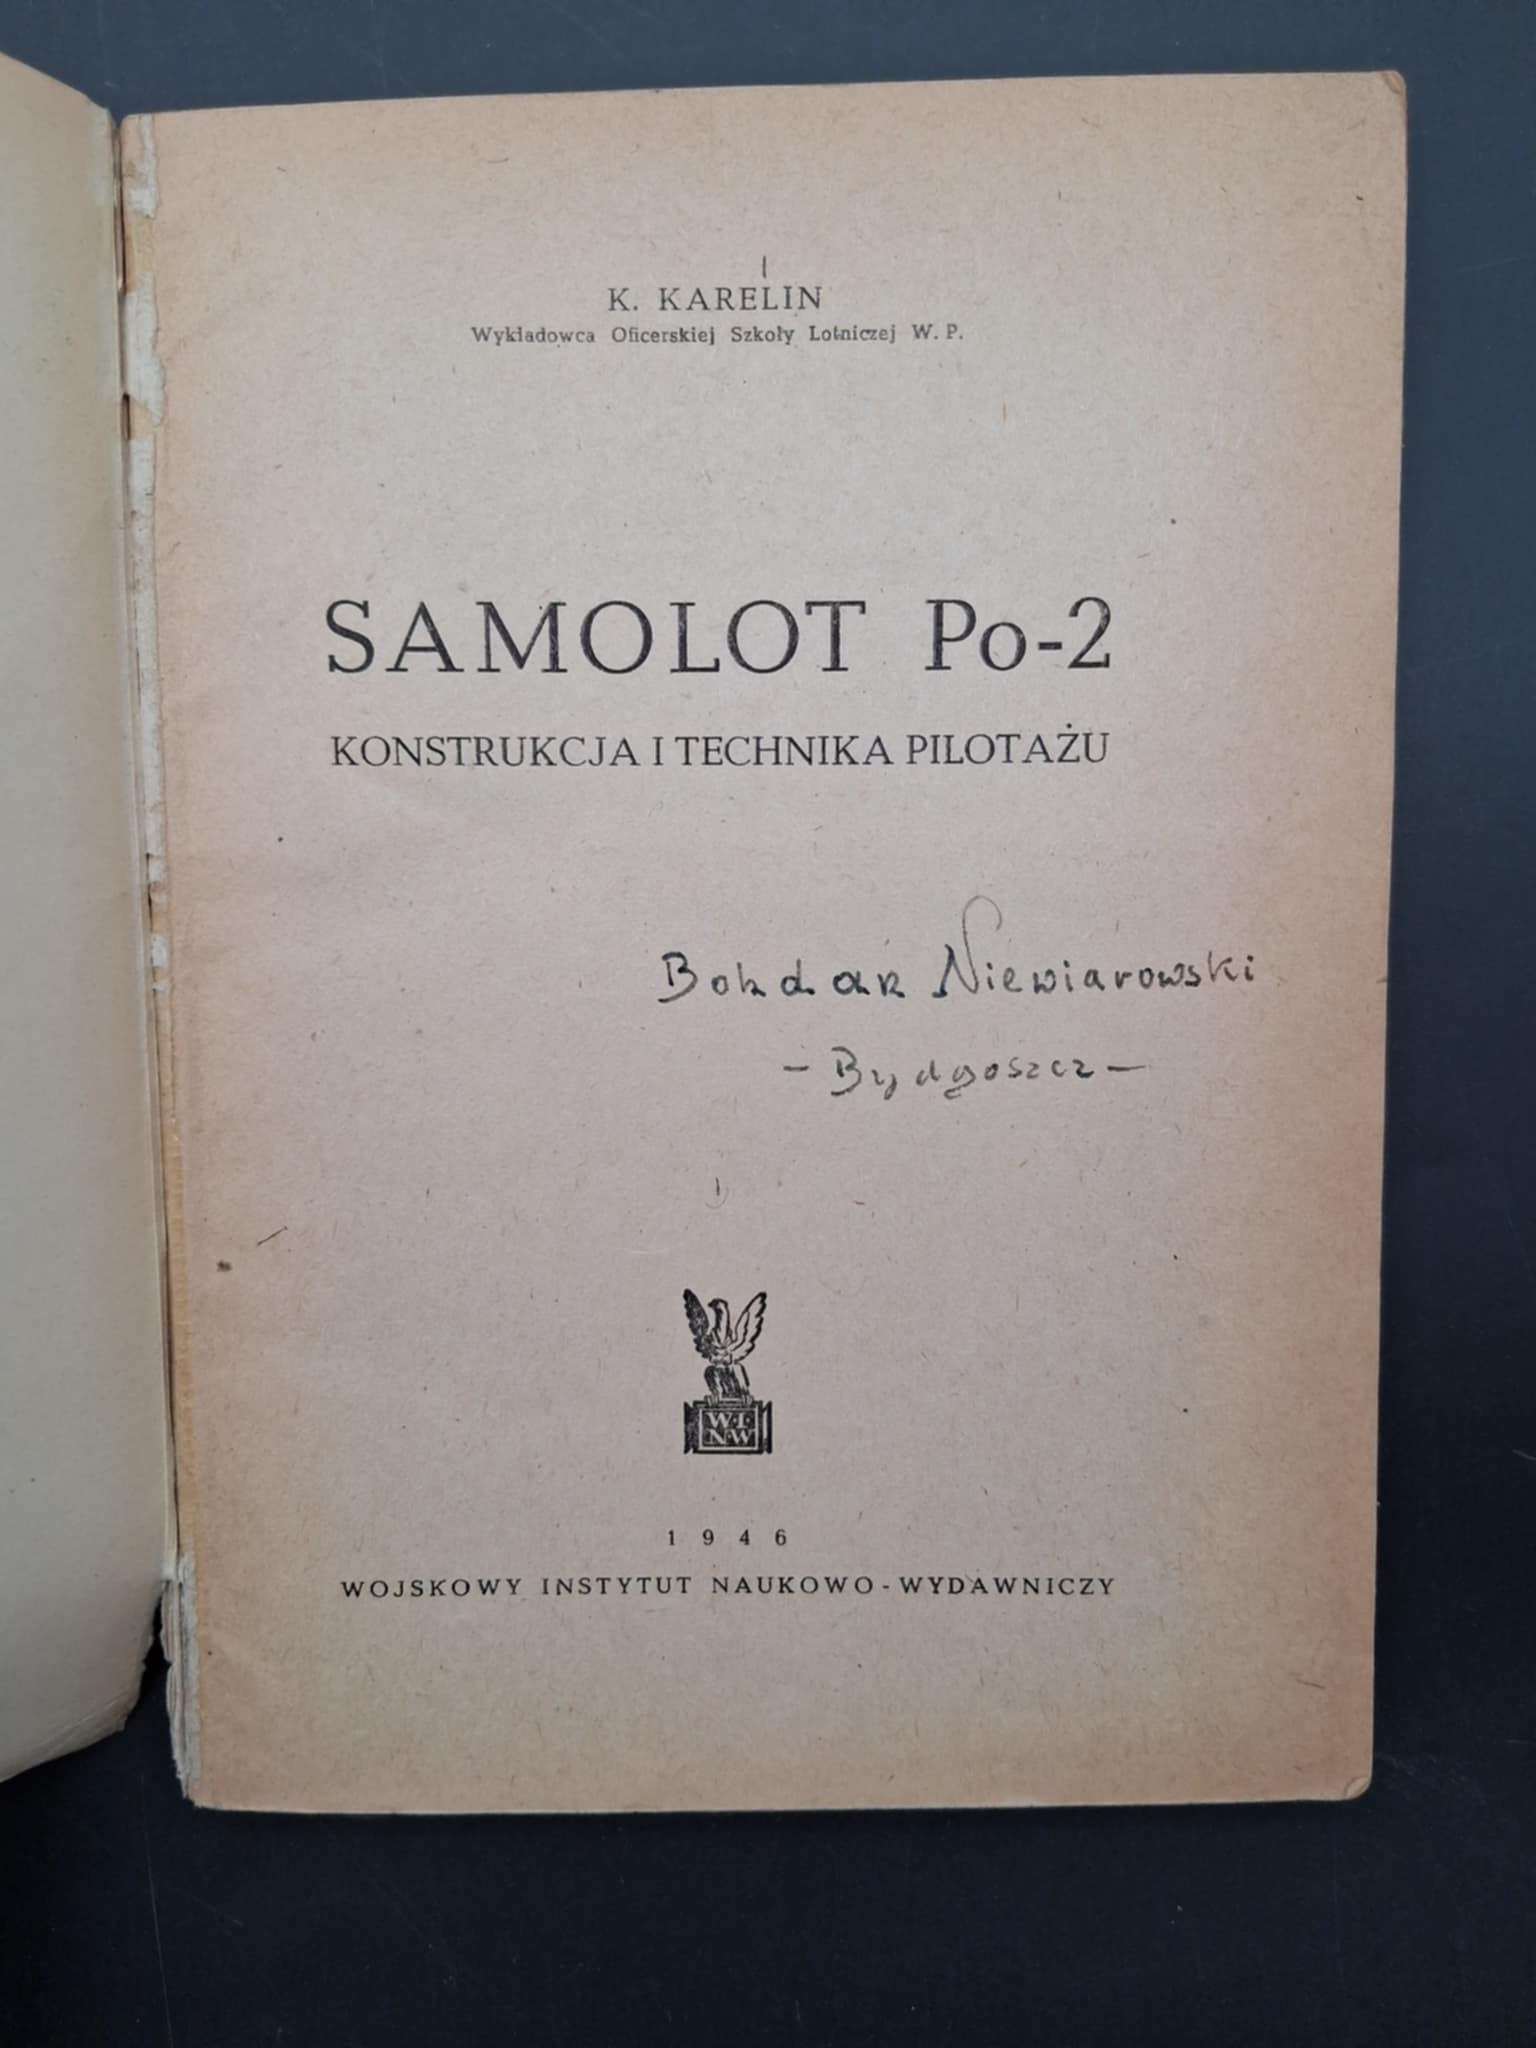 K. KARELIN
Wykładowca Oficerskiej Szkoły Lotniczej W. P.
SAMOLOT Po-2
KONSTRUKCJA I TECHNIKA PILOTAŻU
Bohdan Niewiarowski
- Bydgoszcz -
W·I·
N·W
1946
WOJSKOWY INSTYTUT NAUKOWO-WYDAWNICZY